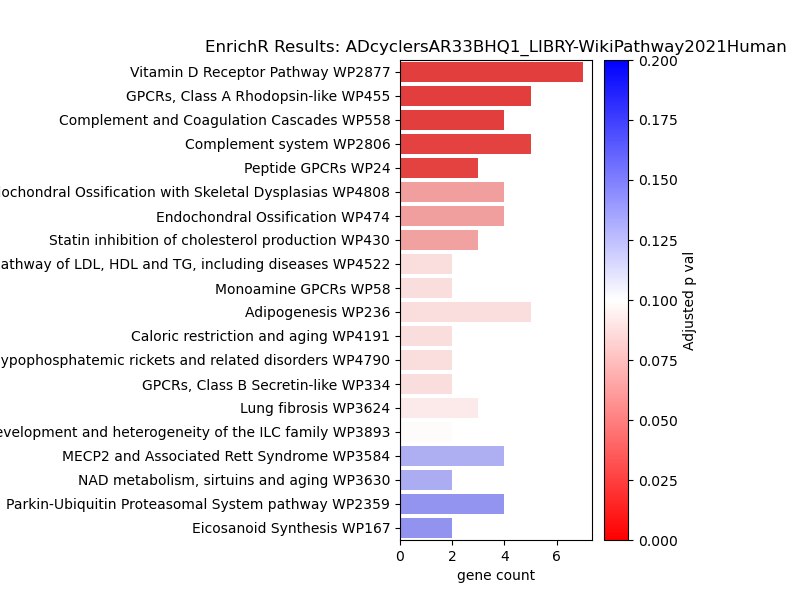 EnrichR Results: ADcyclersAR33BHQ1_LIBRY-WikiPathway2021Human
Vitamin D Receptor Pathway WP2877
GPCRs, Class A Rhodopsin-like WP455
Complement and Coagulation Cascades WP558
Complement system WP2806
Peptide GPCRs WP24
lochondral Ossification with Skeletal Dysplasias WP4808
Endochondral Ossification WP474
Statin inhibition of cholesterol production WP430
athway of LDL, HDL and TG, including diseases WP4522
Monoamine GPCRs WP58
Adipogenesis WP236
Caloric restriction and aging WP4191
ypophosphatemic rickets and related disorders WP4790
GPCRs, Class B Secretin-like WP334
Lung fibrosis WP3624
evelopment and heterogeneity of the ILC family WP3893
MECP2 and Associated Rett Syndrome WP3584
NAD metabolism, sirtuins and aging WP3630
Parkin-Ubiquitin Proteasomal System pathway WP2359
Eicosanoid Synthesis WP167
0 2 4 6
gene count
0.200
0.175
0.150
0.125
0.100
0.075
0.050
0.025
0.000
Adjusted p val